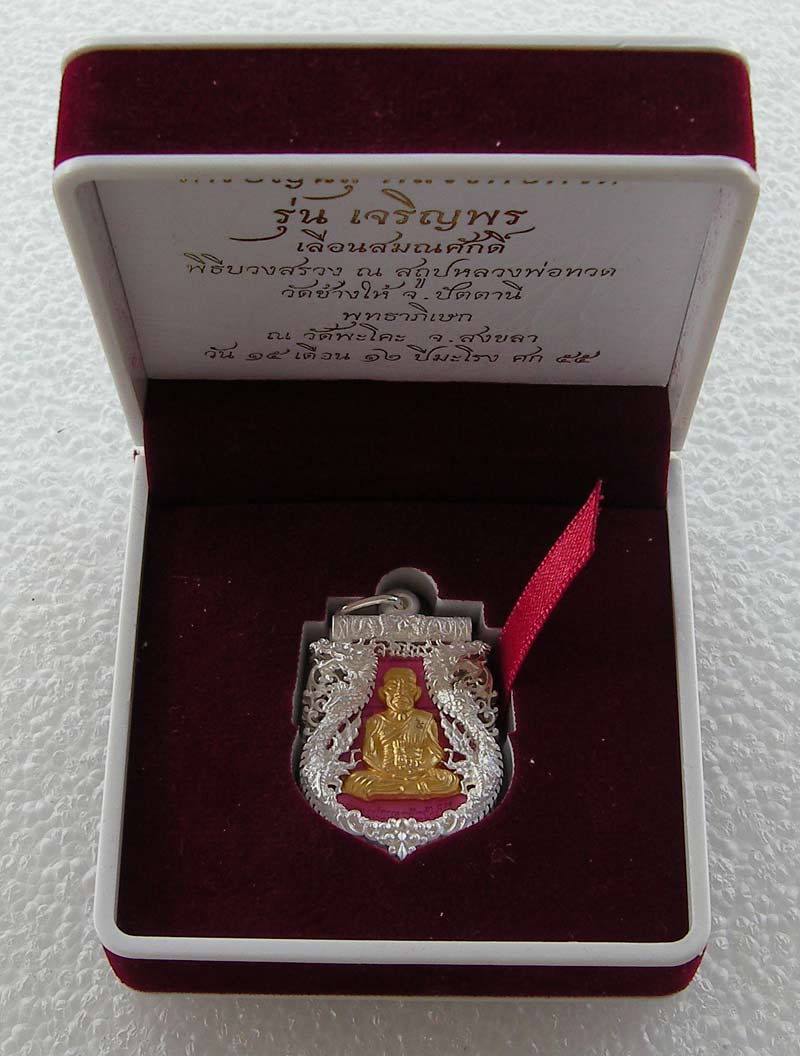 รุ่น เจริญพร
เลื่อนสมณศักดิ์
พิธีบวงสรวง ณ สถูปหลวงพ่อทวด
วัดช้างให้ จ.ปัตตานี
พุทธาภิเษก
ณ วัดพะโคะ จ.สงขลา
วัน ๑๕ เดือน ๑๒ ปีมะโรง ศก ๕๕